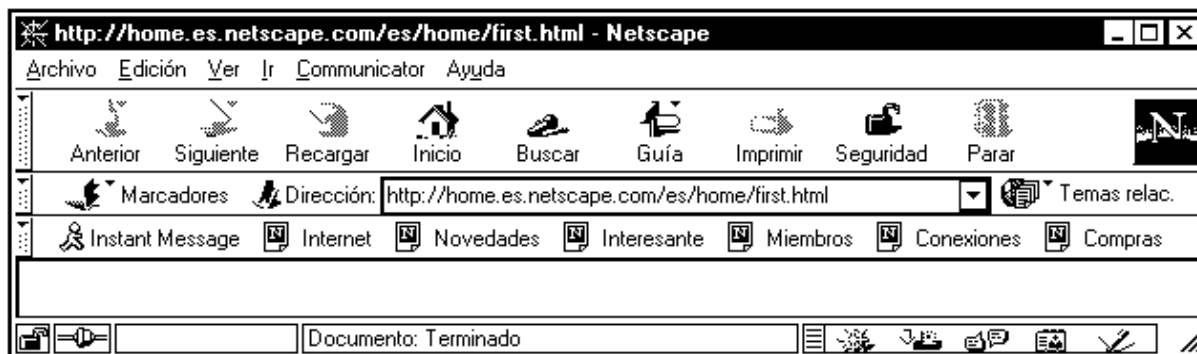 http://home.es.netscape.com/es/home/first.html - Netscape
Archivo Edición Ver Ir Communicator Ayuda
Anterior Siguiente Recargar Inicio Buscar Guía Imprimir Seguridad Parar N
Marcadores Dirección: http://home.es.netscape.com/es/home/first.html Temas relac.
Instant Message Internet Novedades Interesante Miembros Conexiones Compras
Documento: Terminado